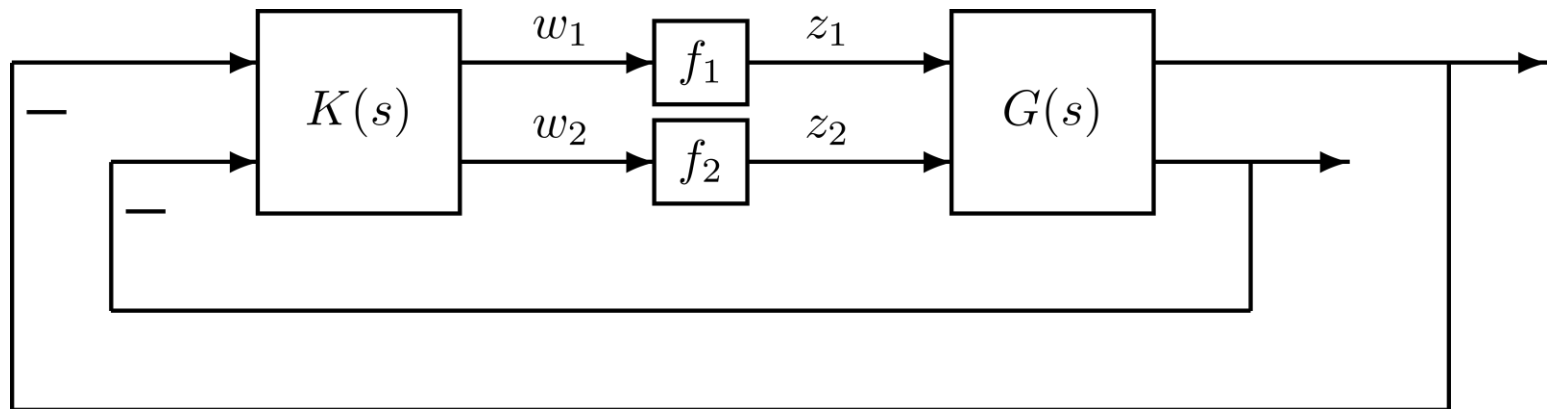 w₁ z₁
f₁
K(s) G(s)
w₂ z₂
f₂
−
−